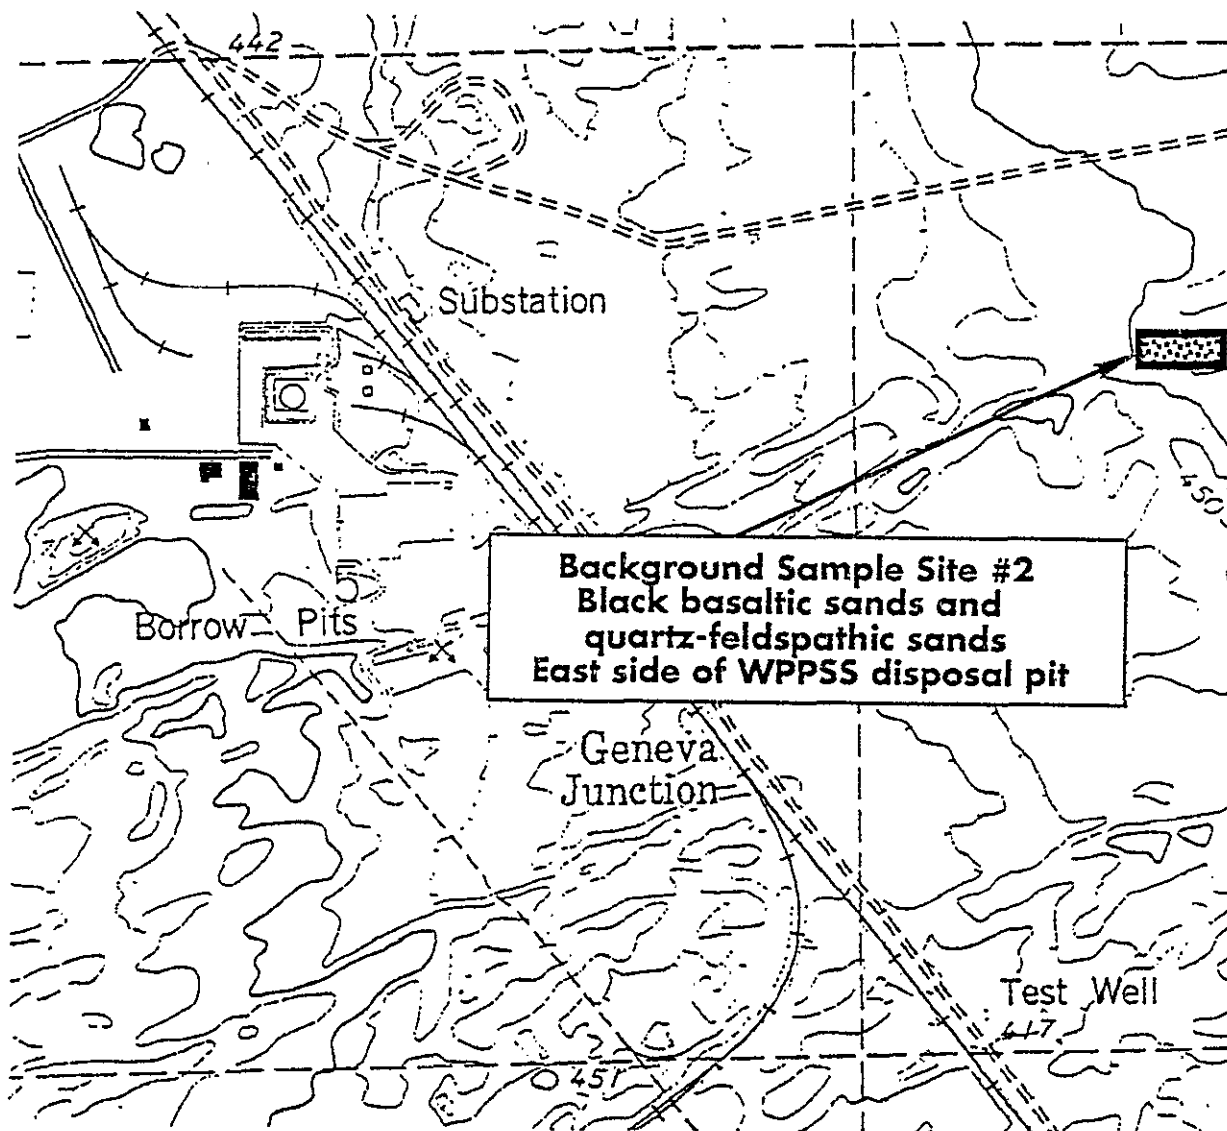 442
Substation
450
Background Sample Site #2
Black basaltic sands and
quartz-feldspathic sands
East side of WPPSS disposal pit
Borrow Pits
Geneva
Junction
Test Well
417
451